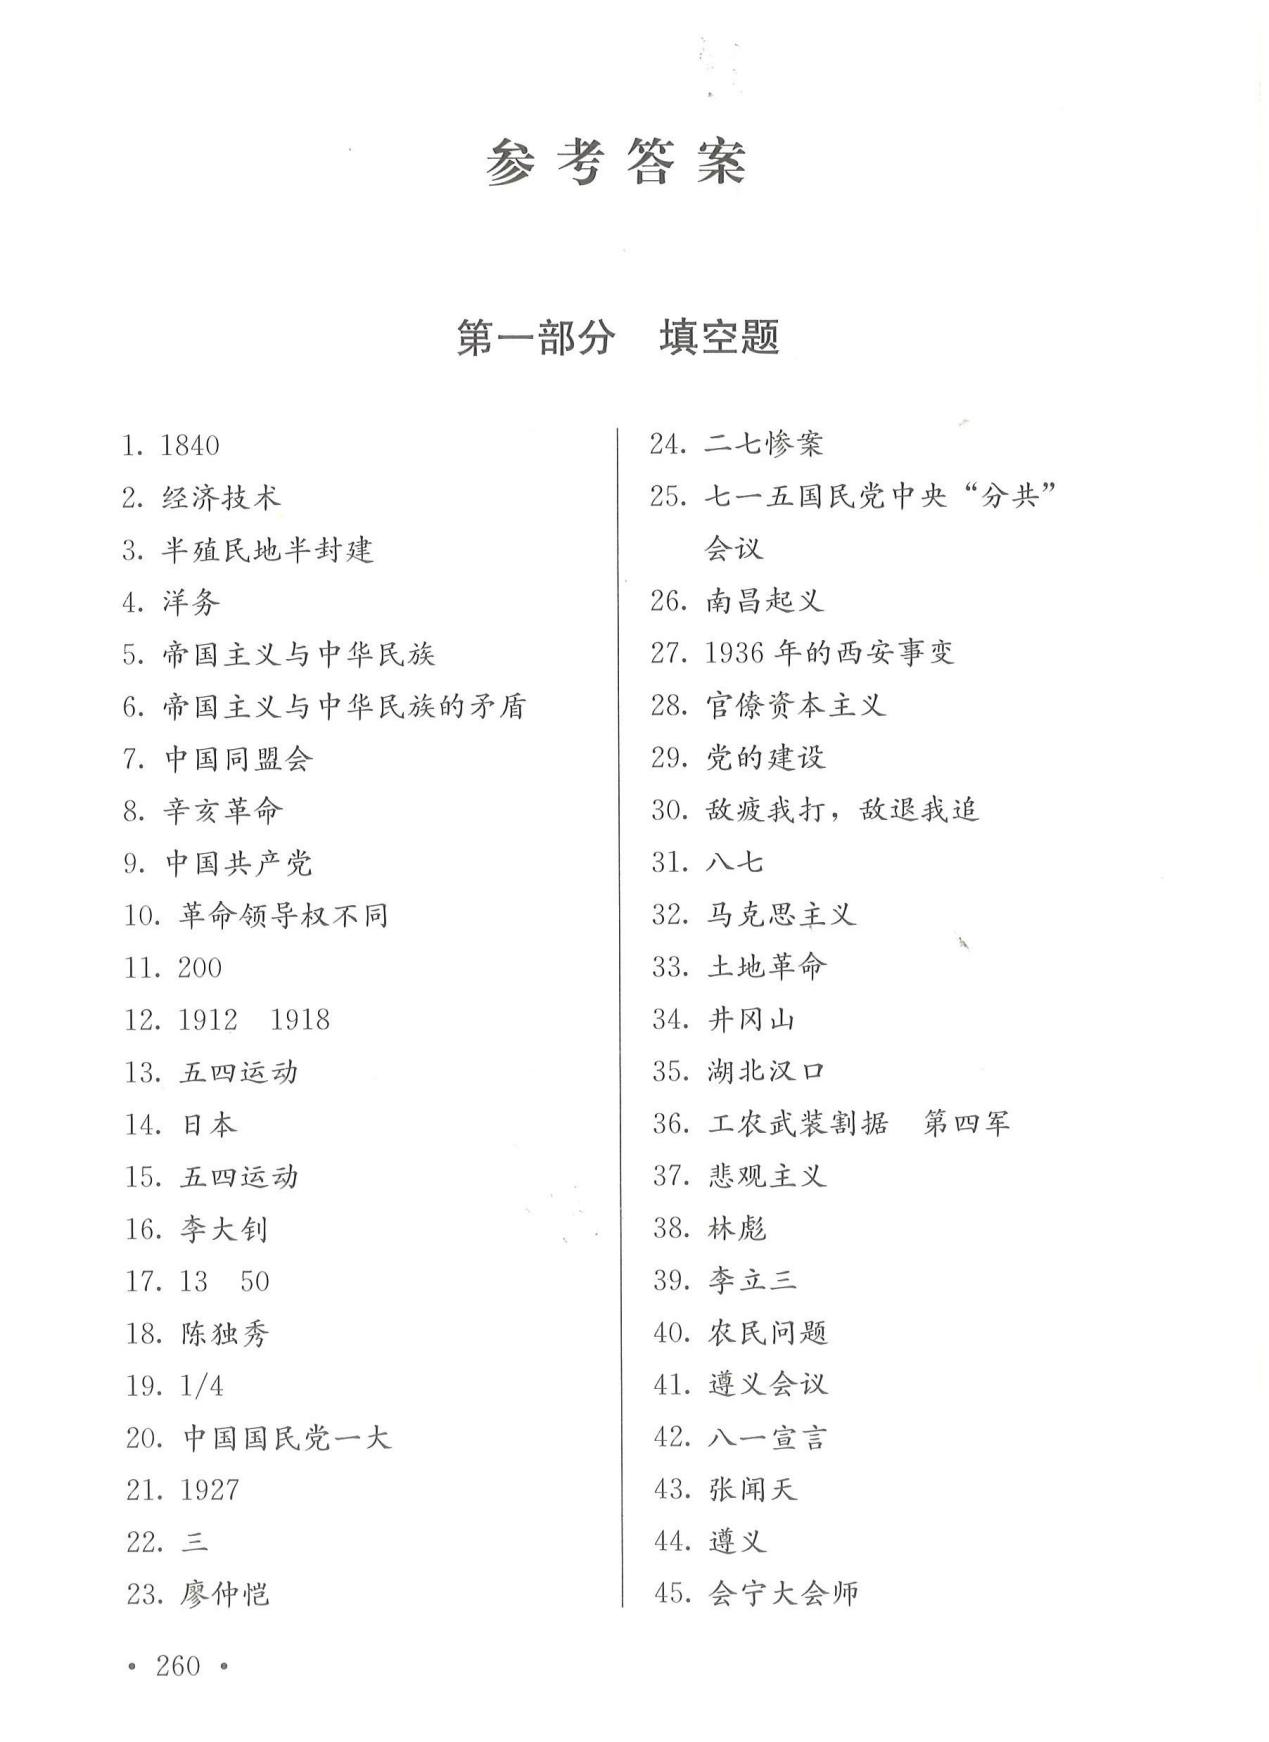 参考答案
第一部分　填空题
1. 1840
2. 经济技术
3. 半殖民地半封建
4. 洋务
5. 帝国主义与中华民族
6. 帝国主义与中华民族的矛盾
7. 中国同盟会
8. 辛亥革命
9. 中国共产党
10. 革命领导权不同
11. 200
12. 1912　1918
13. 五四运动
14. 日本
15. 五四运动
16. 李大钊
17. 13　50
18. 陈独秀
19. 1/4
20. 中国国民党一大
21. 1927
22. 三
23. 廖仲恺
24. 二七惨案
25. 七一五国民党中央“分共”
会议
26. 南昌起义
27. 1936 年的西安事变
28. 官僚资本主义
29. 党的建设
30. 敌疲我打，敌退我追
31. 八七
32. 马克思主义
33. 土地革命
34. 井冈山
35. 湖北汉口
36. 工农武装割据　第四军
37. 悲观主义
38. 林彪
39. 李立三
40. 农民问题
41. 遵义会议
42. 八一宣言
43. 张闻天
44. 遵义
45. 会宁大会师
• 260 •